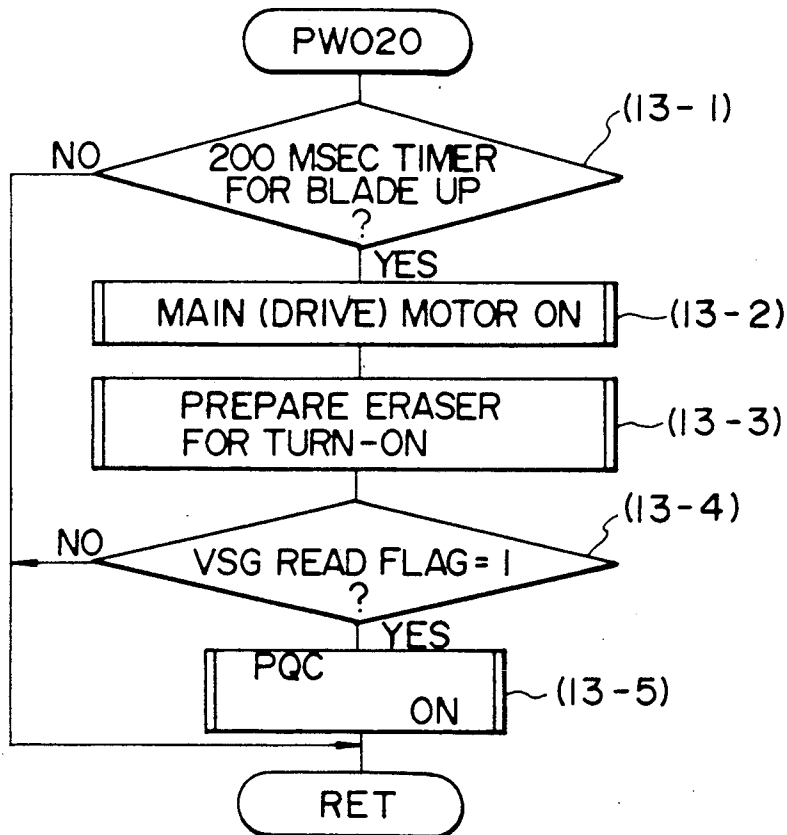 PW020
(13-1)
NO
200 MSEC TIMER
FOR BLADE UP
?
YES
MAIN (DRIVE) MOTOR ON
(13-2)
PREPARE ERASER
FOR TURN-ON
(13-3)
(13-4)
NO
VSG READ FLAG = 1
?
YES
PQC
ON
(13-5)
RET